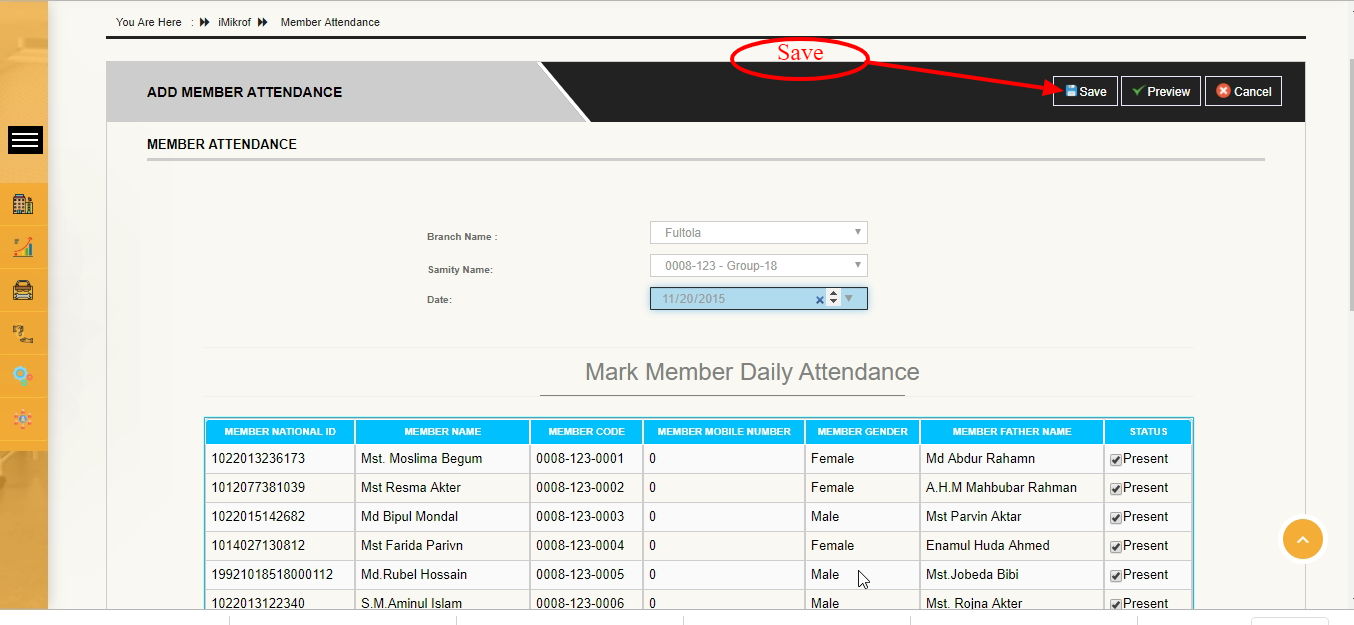 You Are Here : iMikrof Member Attendance
Save
ADD MEMBER ATTENDANCE
Save Preview Cancel
MEMBER ATTENDANCE
Branch Name : Fultola
Samity Name: 0008-123 - Group-18
Date: 11/20/2015
Mark Member Daily Attendance
MEMBER NATIONAL ID MEMBER NAME MEMBER CODE MEMBER MOBILE NUMBER MEMBER GENDER MEMBER FATHER NAME STATUS
1022013236173 Mst. Moslima Begum 0008-123-0001 0 Female Md Abdur Rahamn Present
1012077381039 Mst Resma Akter 0008-123-0002 0 Female A.H.M Mahbubar Rahman Present
1022015142682 Md Bipul Mondal 0008-123-0003 0 Male Mst Parvin Aktar Present
1014027130812 Mst Farida Parivn 0008-123-0004 0 Female Enamul Huda Ahmed Present
19921018518000112 Md.Rubel Hossain 0008-123-0005 0 Male Mst.Jobeda Bibi Present
1022013122340 S.M.Aminul Islam 0008-123-0006 0 Male Mst. Rojna Akter Present